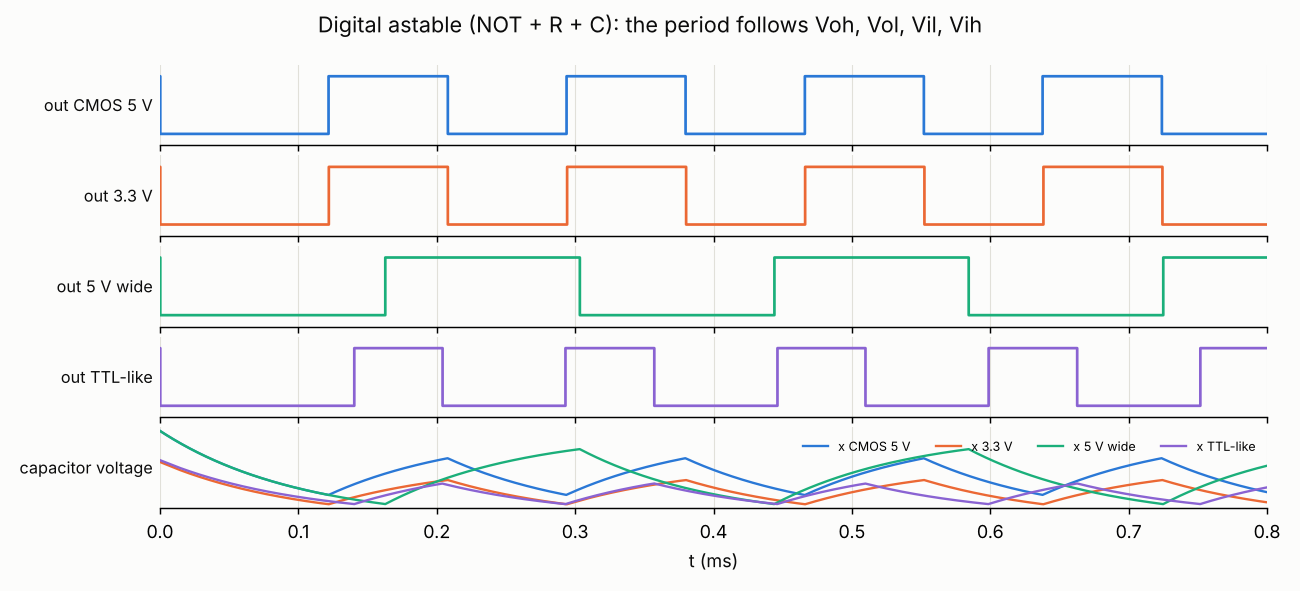 Digital astable (NOT + R + C): the period follows Voh, Vol, Vil, Vih
out CMOS 5 V
out 3.3 V
out 5 V wide
out TTL-like
x CMOS 5 V
x 3.3 V
x 5 V wide
x TTL-like
capacitor voltage
0.0
0.1
0.2
0.3
0.4
0.5
0.6
0.7
0.8
t (ms)